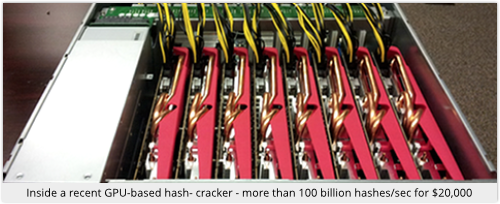 Inside a recent GPU-based hash- cracker - more than 100 billion hashes/sec for $20,000